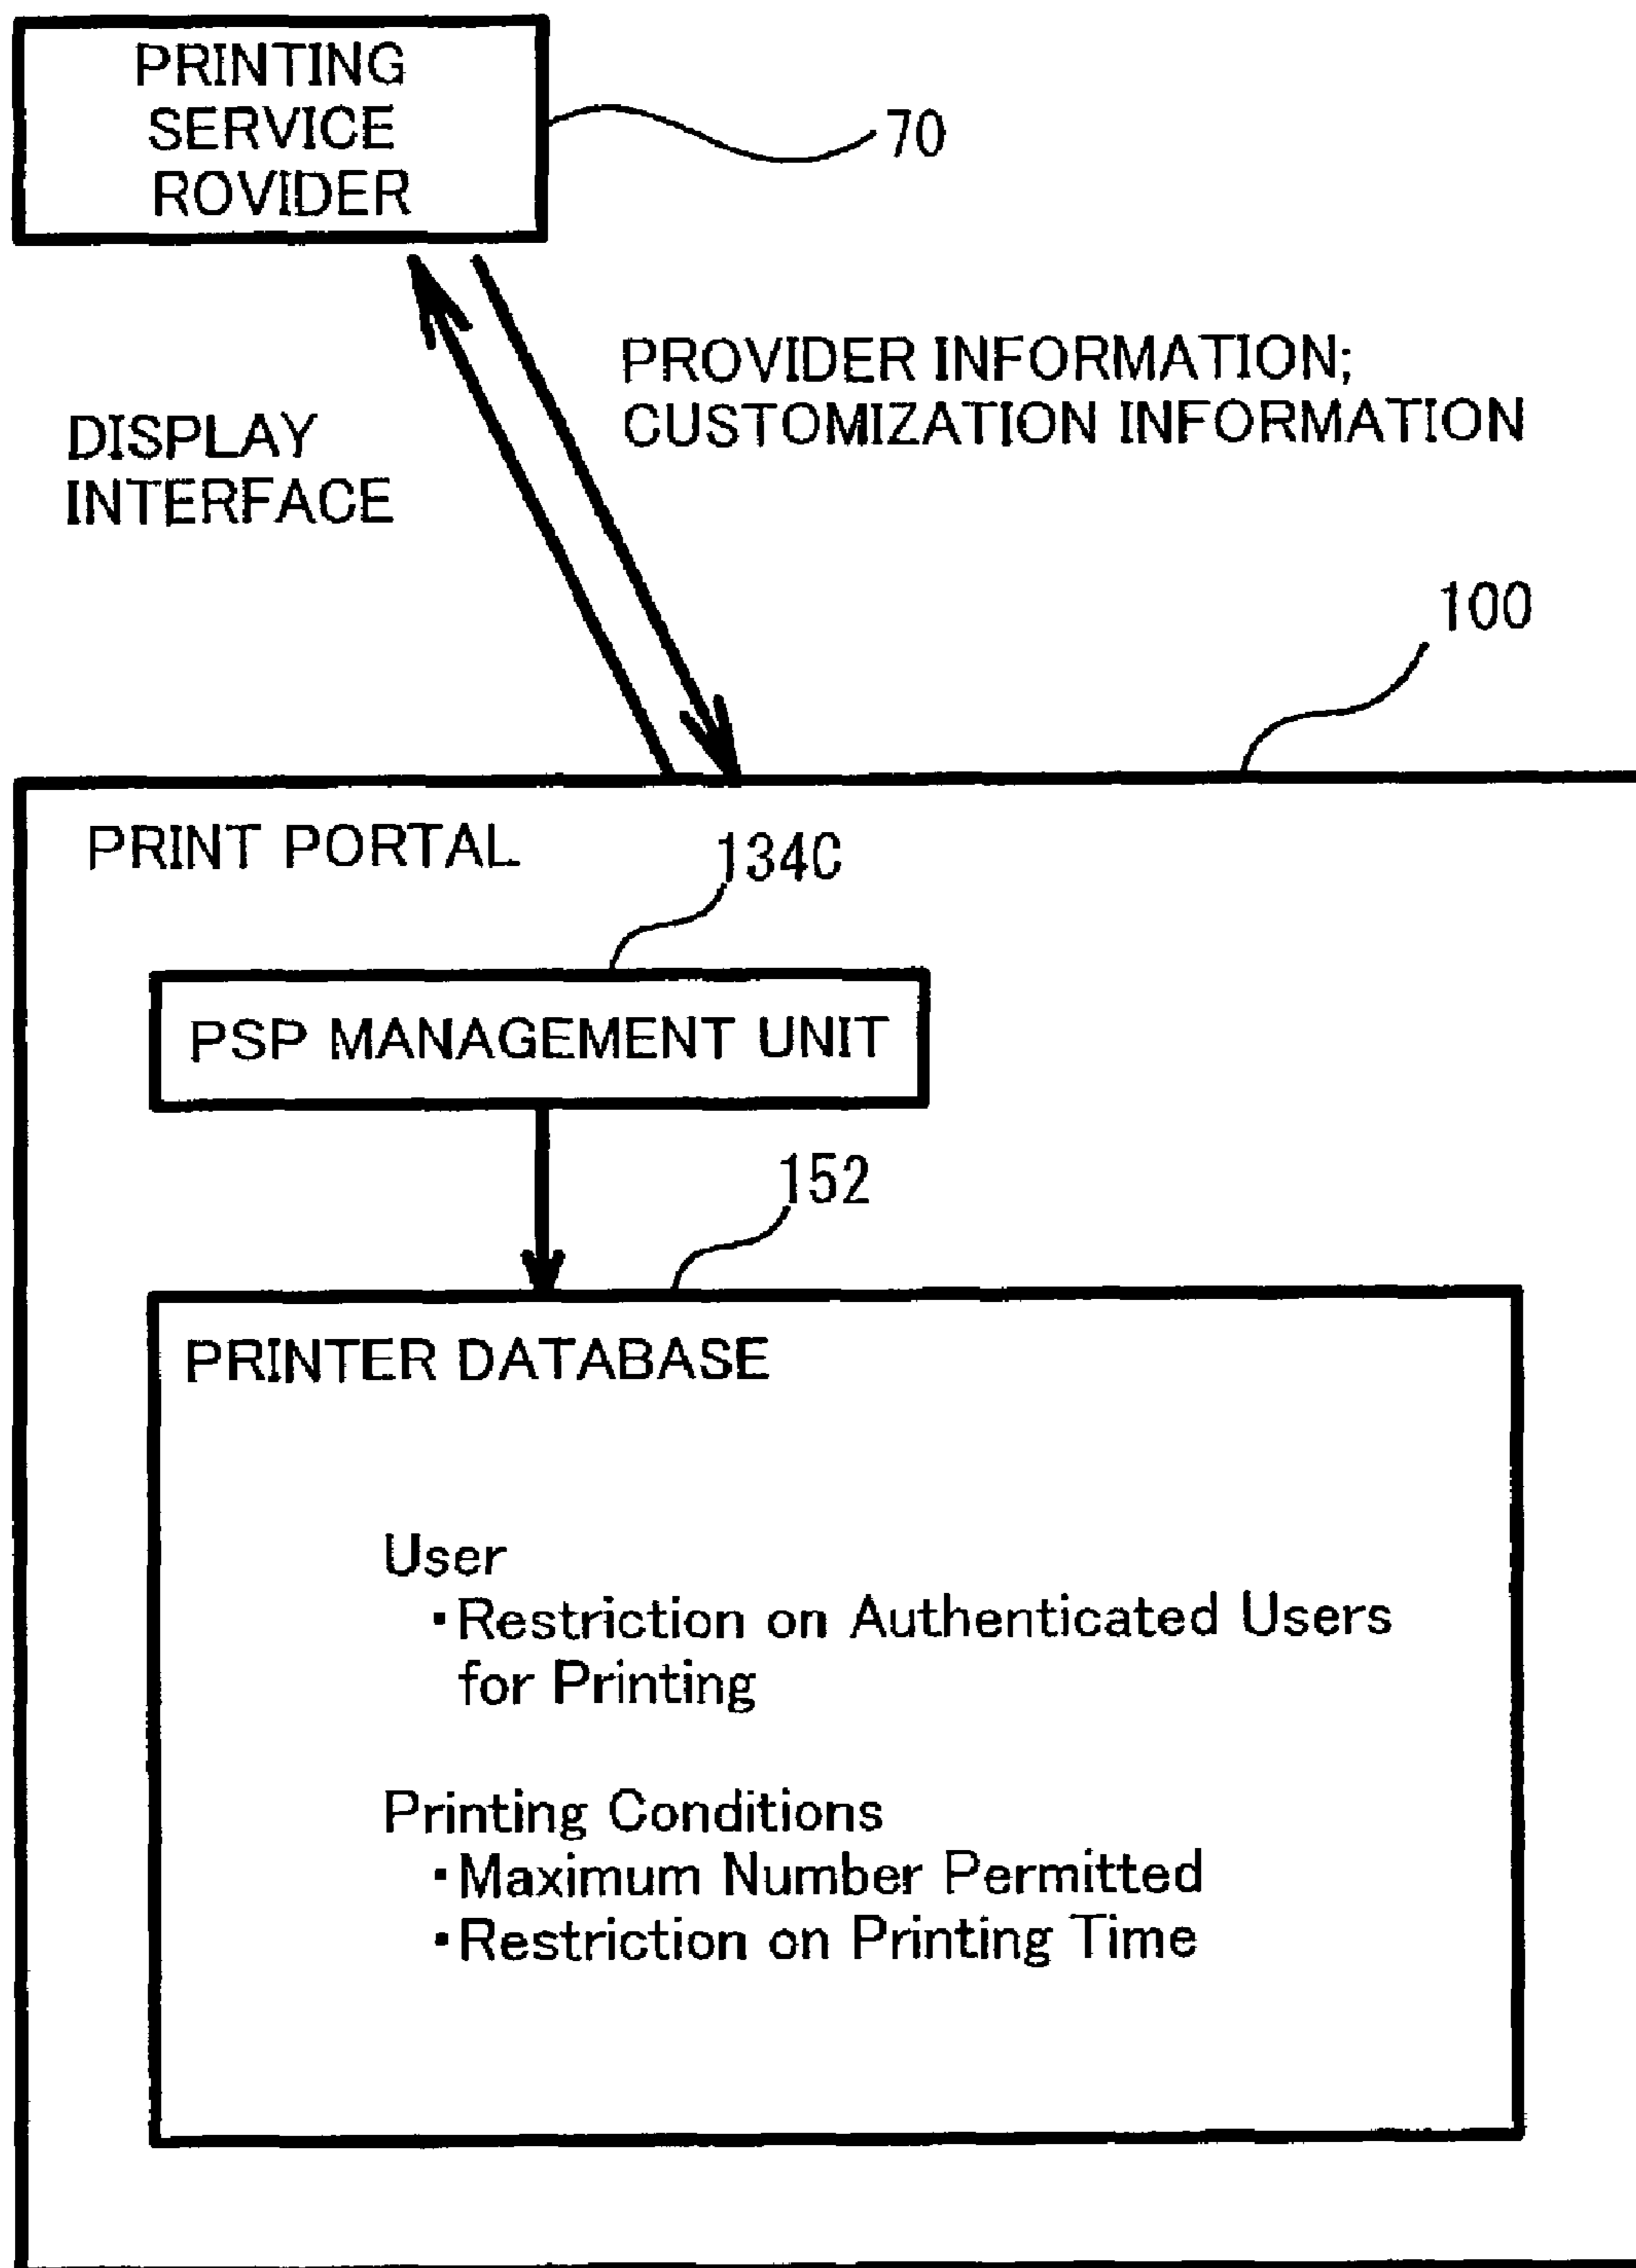 PRINTING
SERVICE
ROVIDER
70
PROVIDER INFORMATION;
CUSTOMIZATION INFORMATION
DISPLAY
INTERFACE
100
PRINT PORTAL
134C
PSP MANAGEMENT UNIT
152
PRINTER DATABASE
User
・Restriction on Authenticated Users
for Printing
Printing Conditions
・Maximum Number Permitted
・Restriction on Printing Time